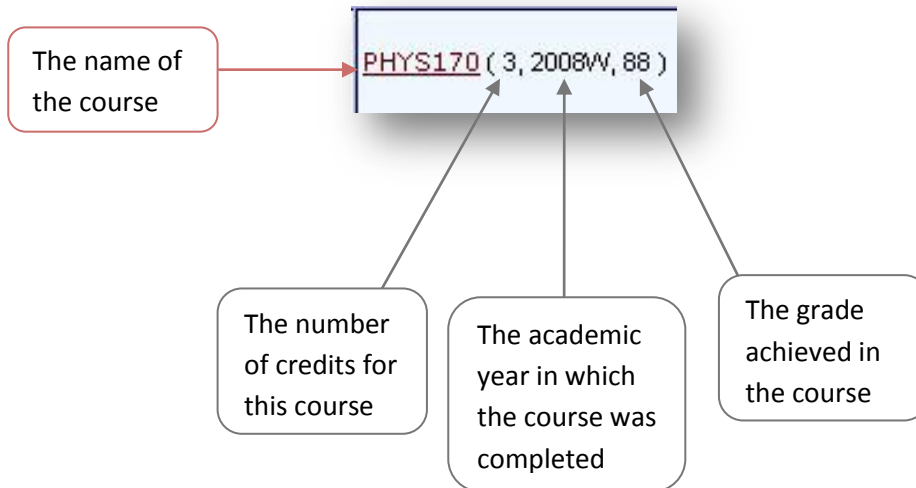 The name of
the course
PHYS170 ( 3, 2008W, 88 )
The number
of credits for
this course
The academic
year in which
the course was
completed
The grade
achieved in
the course